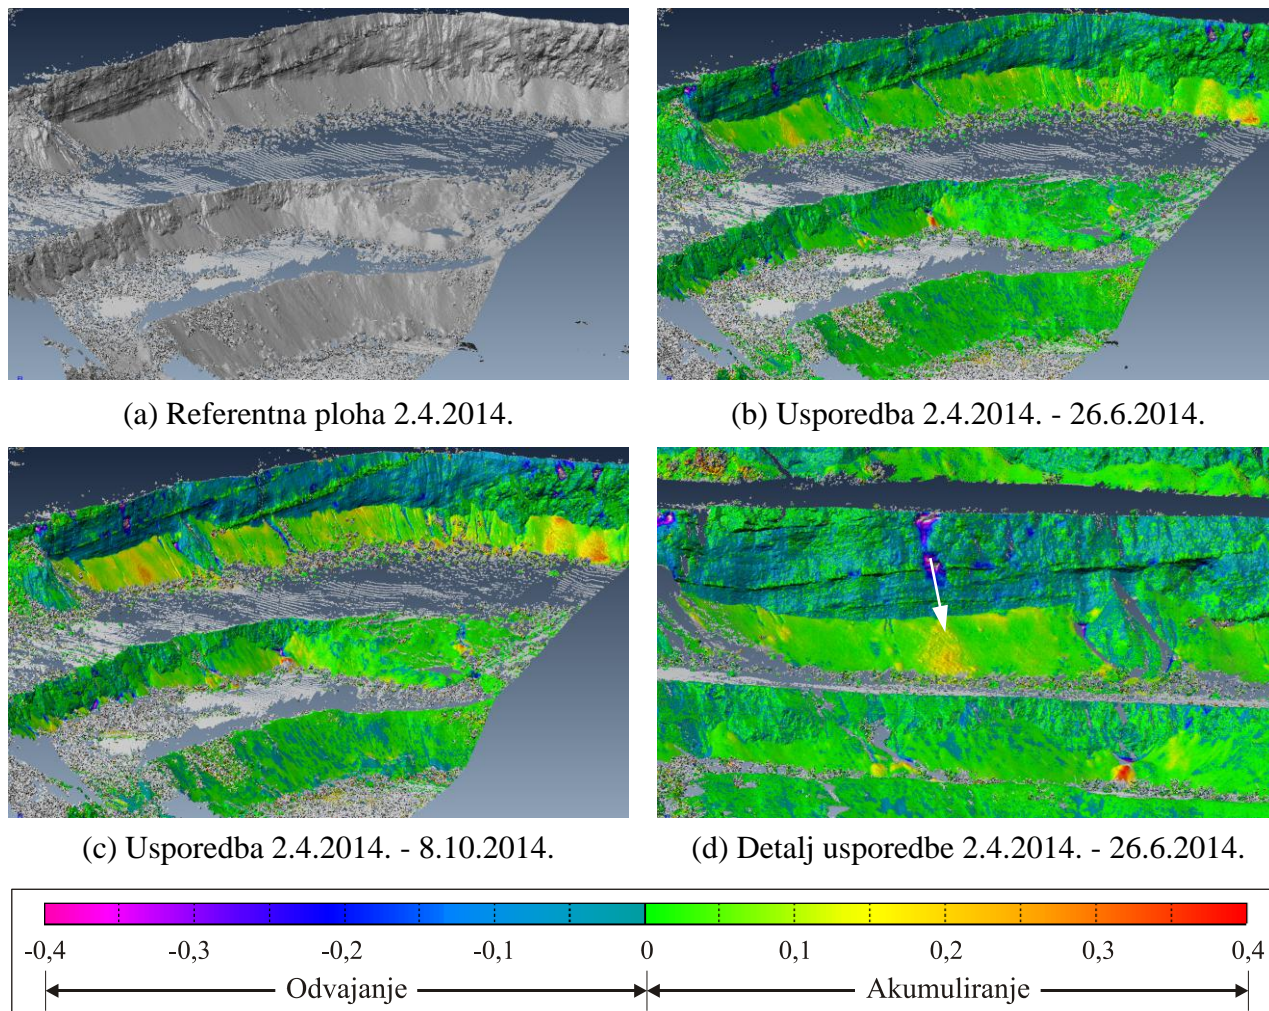 (a) Referentna ploha 2.4.2014.
(b) Usporedba 2.4.2014. - 26.6.2014.
(c) Usporedba 2.4.2014. - 8.10.2014.
(d) Detalj usporedbe 2.4.2014. - 26.6.2014.
-0,4 -0,3 -0,2 -0,1 0 0,1 0,2 0,3 0,4
Odvajanje Akumuliranje